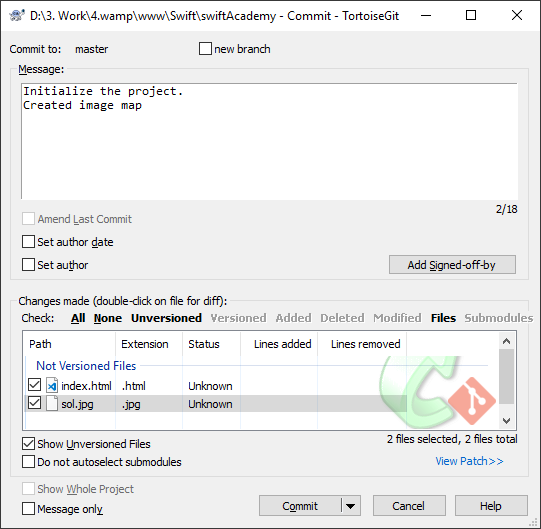 D:\3. Work\4.wamp\www\Swift\swiftAcademy - Commit - TortoiseGit
Commit to: master new branch
Message:
Initialize the project.
Created image map
2/18
Amend Last Commit
Set author date
Set author
Add Signed-off-by
Changes made (double-click on file for diff):
Check: All None Unversioned Versioned Added Deleted Modified Files Submodules
Path Extension Status Lines added Lines removed
Not Versioned Files
index.html .html Unknown
sol.jpg .jpg Unknown
Show Unversioned Files
2 files selected, 2 files total
Do not autoselect submodules
View Patch>>
Show Whole Project
Message only
Commit Cancel Help